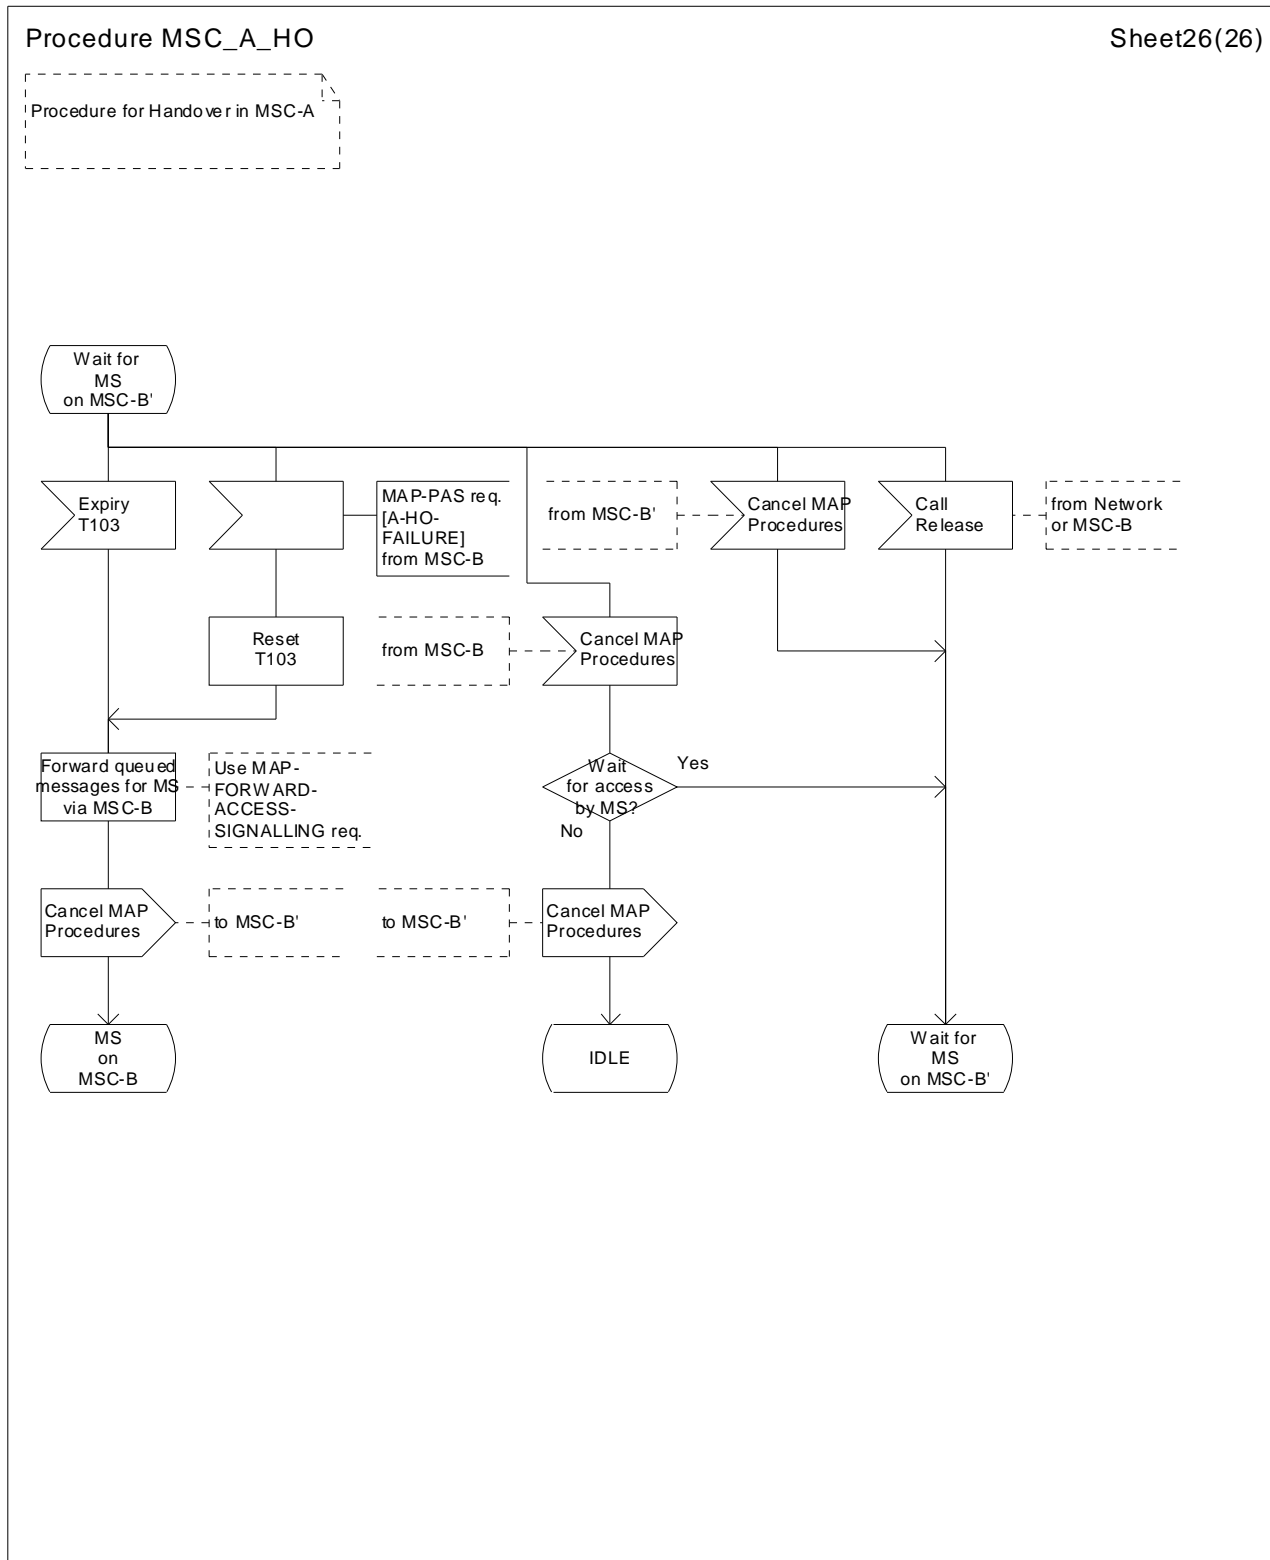 Procedure MSC_A_HO
Sheet26(26)
Procedure for Handover in MSC-A
Wait for
MS
on MSC-B'
Expiry
T103
MAP-PAS req.
[A-HO-
FAILURE]
from MSC-B
from MSC-B'
Cancel MAP
Procedures
Call
Release
from Network
or MSC-B
Reset
T103
from MSC-B
Cancel MAP
Procedures
Forward queued
messages for MS
via MSC-B
Use MAP-
FORWARD-
ACCESS-
SIGNALLING req.
Wait
for access
by MS?
Yes
No
Cancel MAP
Procedures
to MSC-B'
to MSC-B'
Cancel MAP
Procedures
MS
on
MSC-B
IDLE
Wait for
MS
on MSC-B'